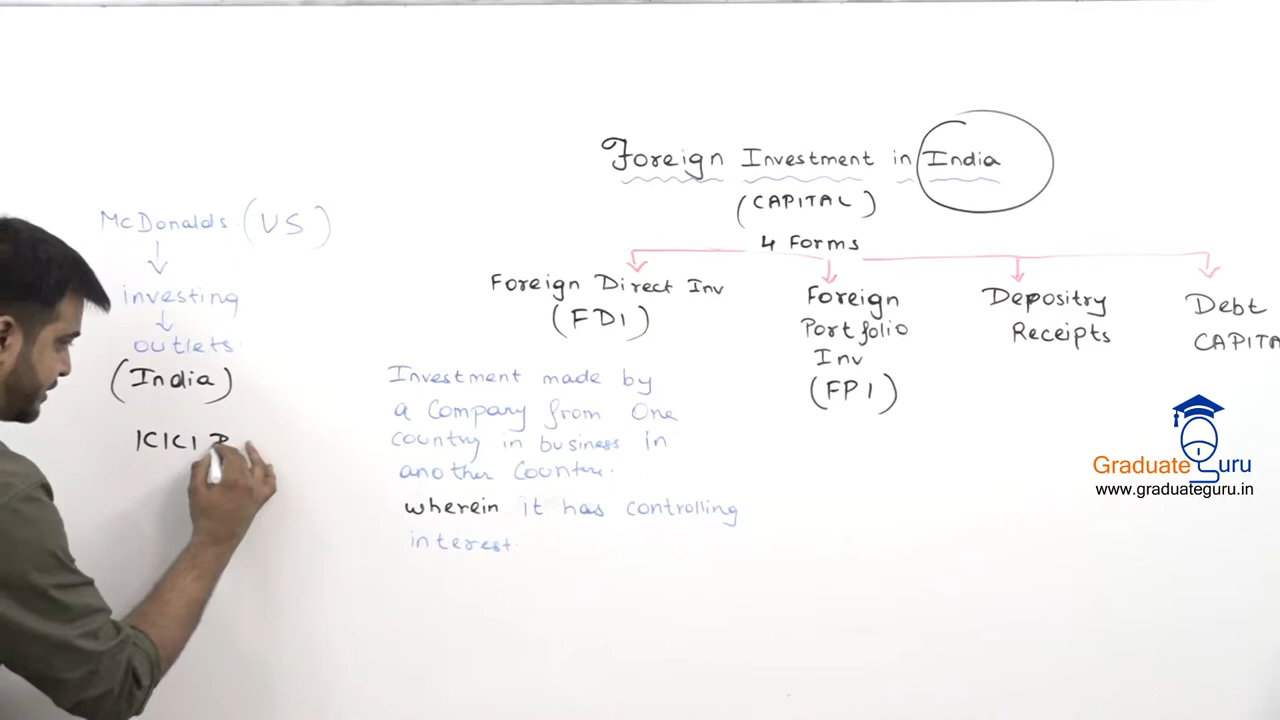 Foreign Investment in India
(CAPITAL)
4 Forms
Foreign Direct Inv
(FDI)
Foreign
Portfolio
Inv
(FPI)
Depositry
Receipts
Debt
CAPITA
McDonalds (US)
investing
outlets
(India)
ICICI
Investment made by
a Company from One
Country in business in
another Countre.
wherein it has controlling
interest.
Graduate Guru
www.graduateguru.in